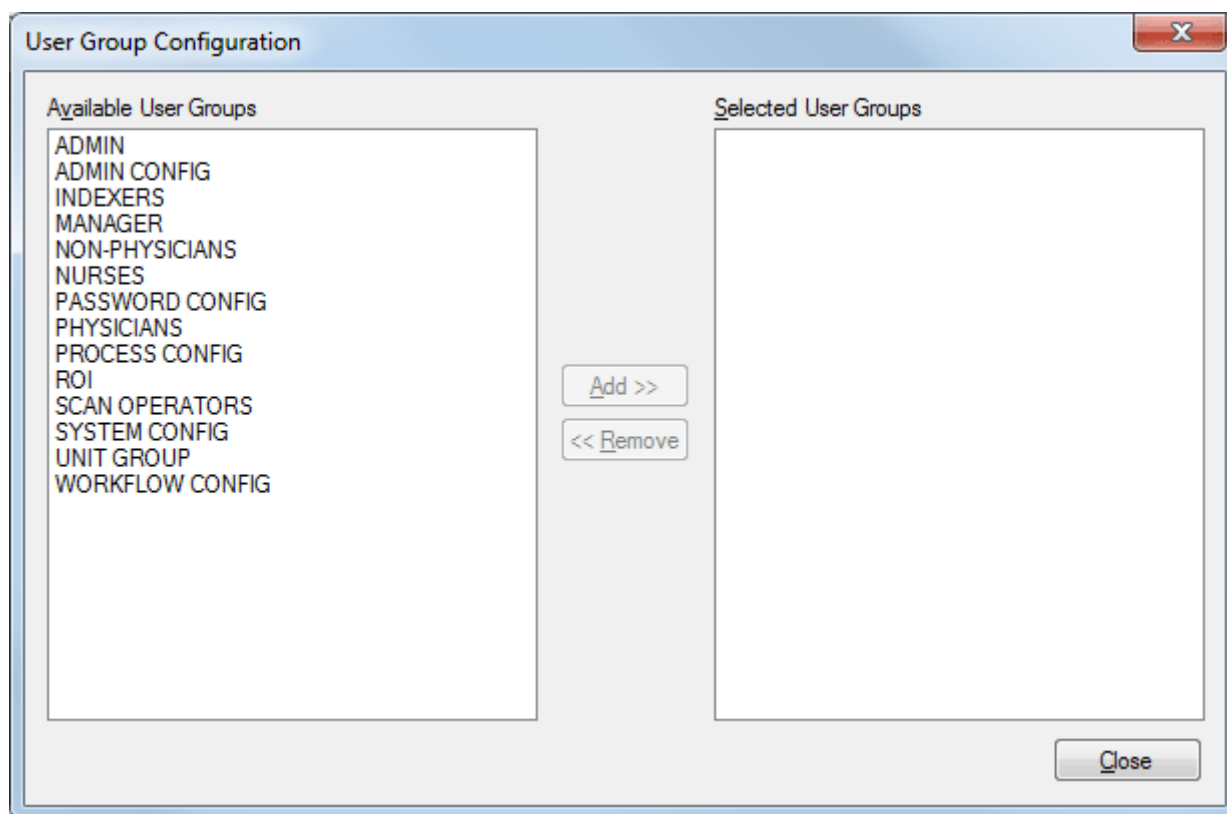 User Group Configuration
Available User Groups
ADMIN
ADMIN CONFIG
INDEXERS
MANAGER
NON-PHYSICIANS
NURSES
PASSWORD CONFIG
PHYSICIANS
PROCESS CONFIG
ROI
SCAN OPERATORS
SYSTEM CONFIG
UNIT GROUP
WORKFLOW CONFIG
Add >>
<< Remove
Selected User Groups
Close